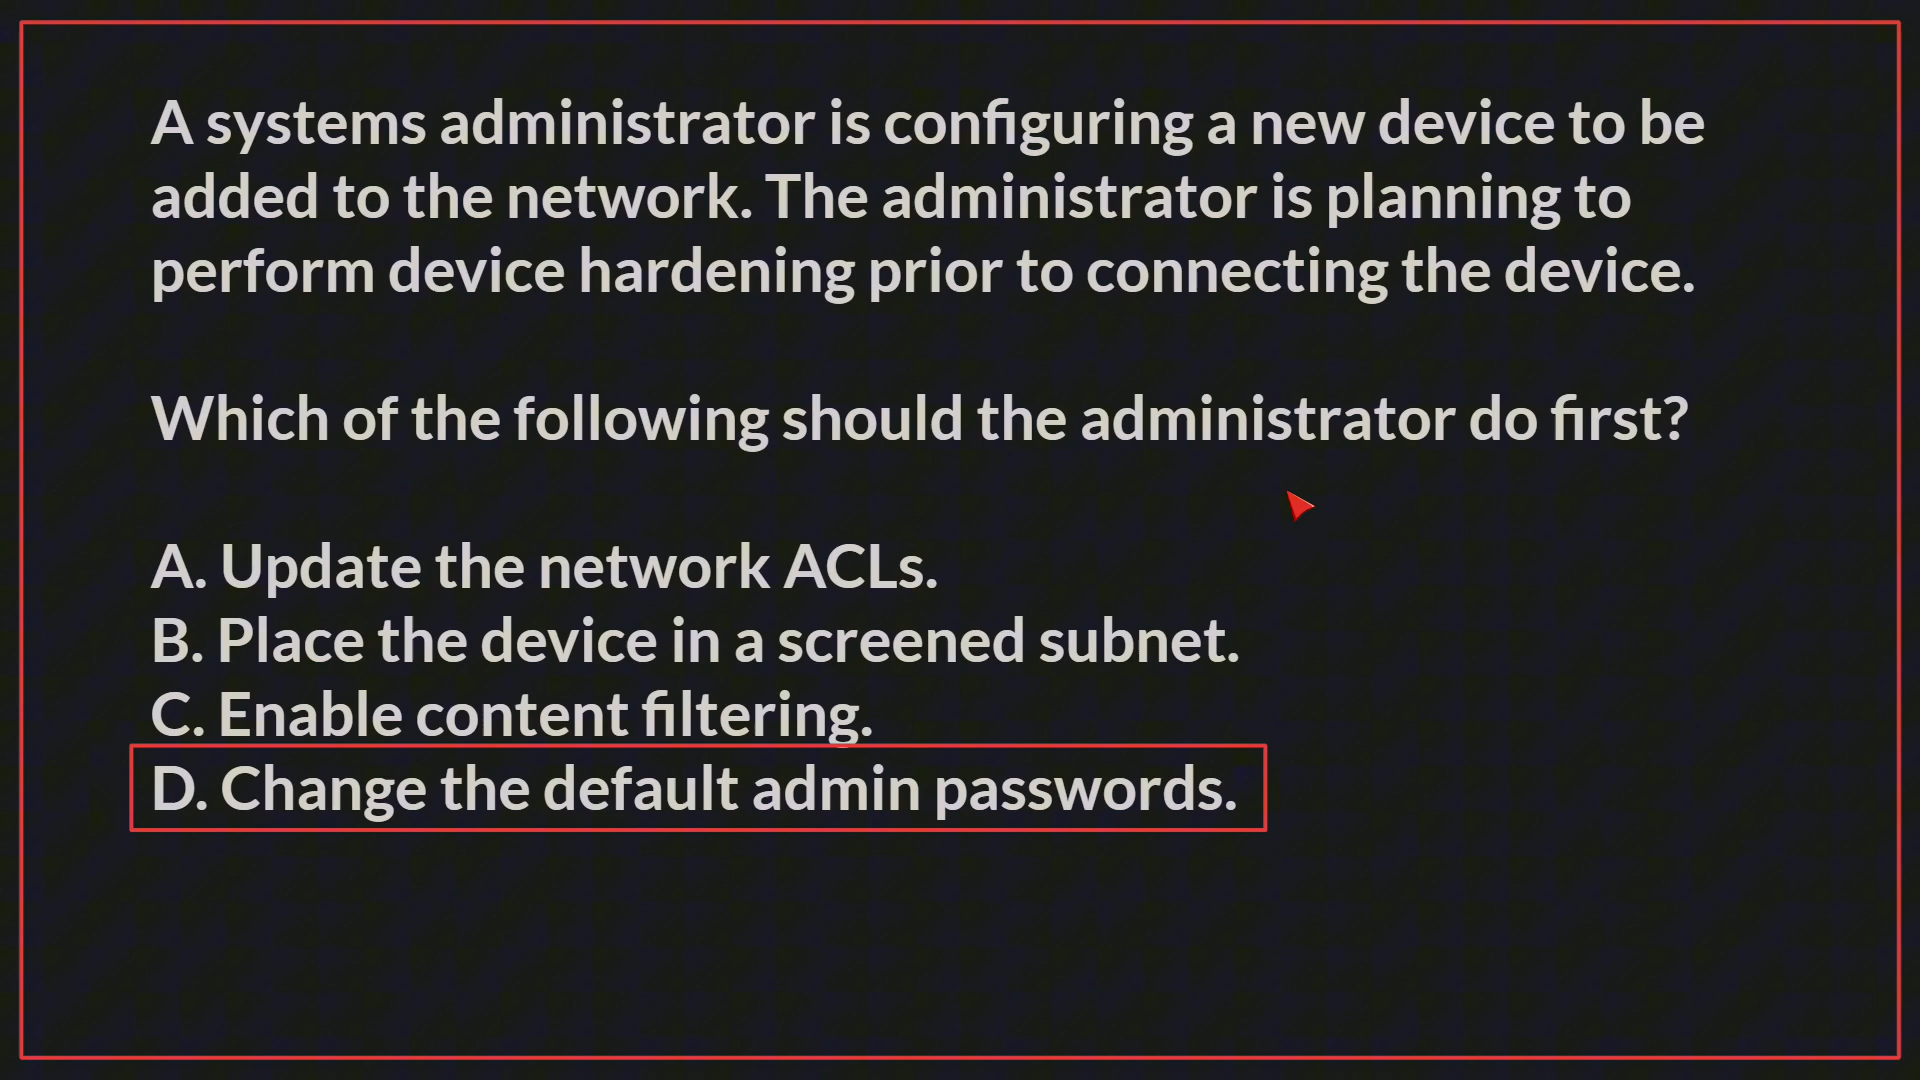 A systems administrator is configuring a new device to be
added to the network. The administrator is planning to
perform device hardening prior to connecting the device.
Which of the following should the administrator do first?
A. Update the network ACLs.
B. Place the device in a screened subnet.
C. Enable content filtering.
D. Change the default admin passwords.